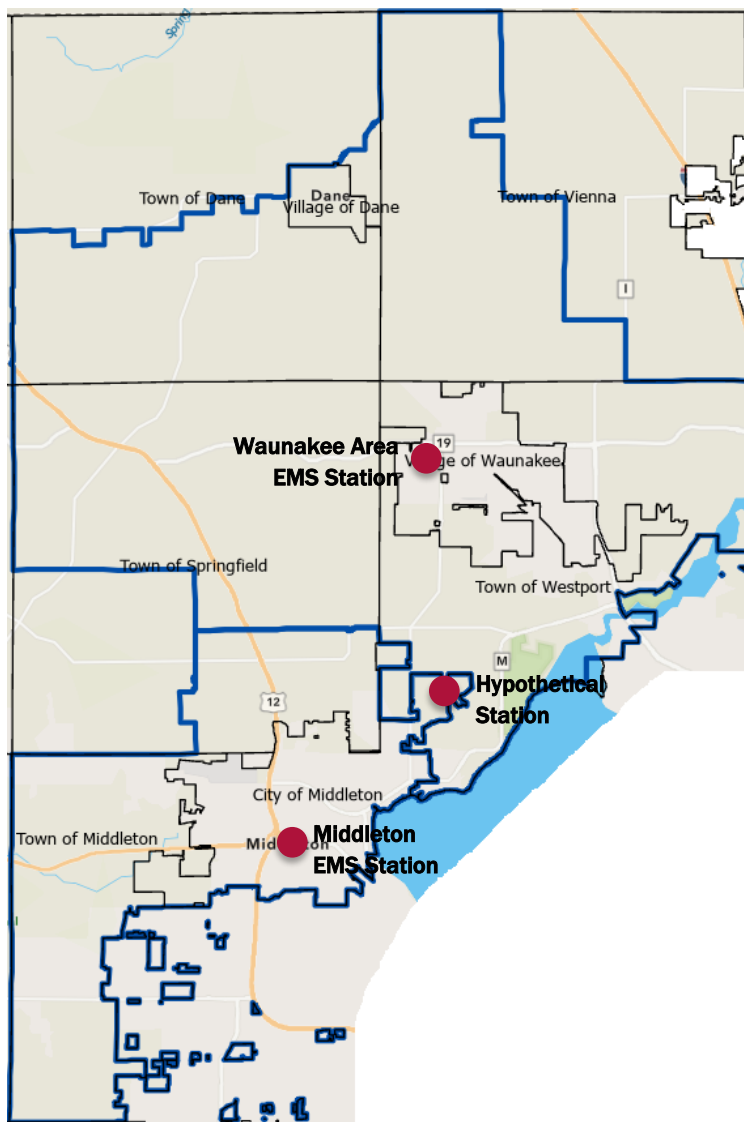 Spring
Town of Dane
Dane
Village of Dane
Town of Vienna
I
Waunakee Area
EMS Station
19
Village of Waunakee
Town of Springfield
Town of Westport
M
12
Hypothetical
Station
City of Middleton
Town of Middleton
Middleton
Middleton
EMS Station